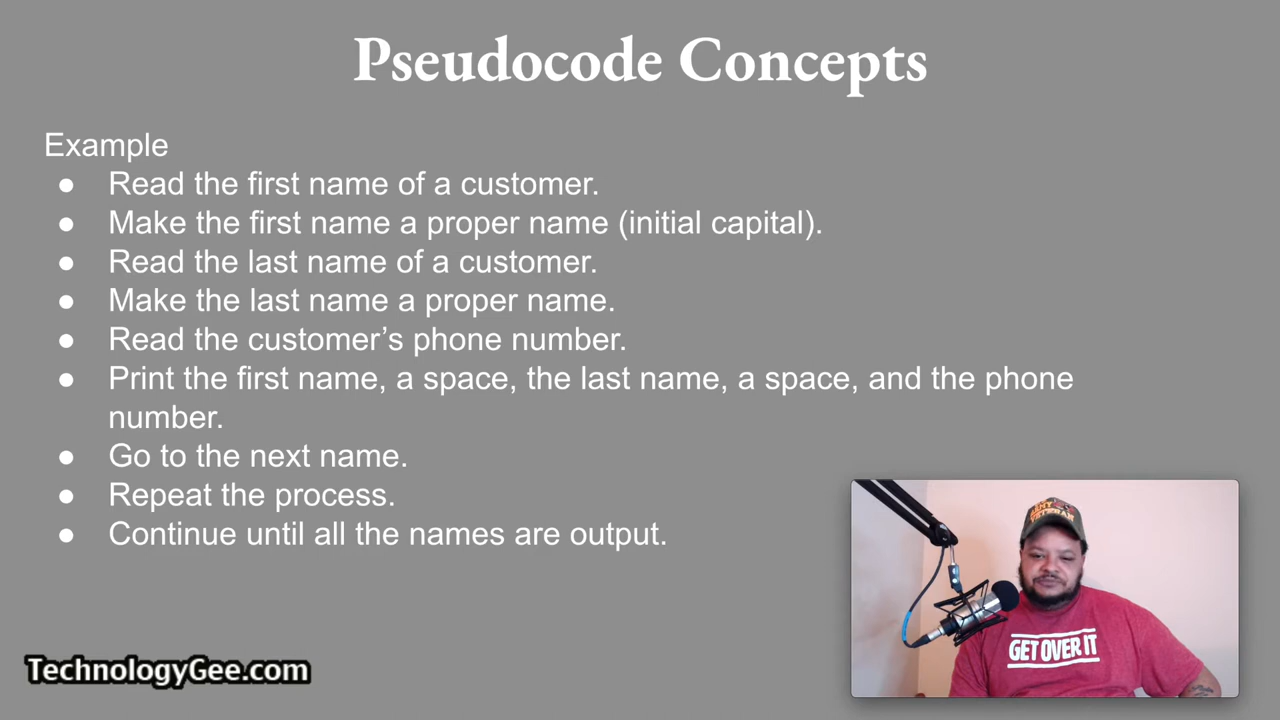 Pseudocode Concepts
Example
● Read the first name of a customer.
● Make the first name a proper name (initial capital).
● Read the last name of a customer.
● Make the last name a proper name.
● Read the customer’s phone number.
● Print the first name, a space, the last name, a space, and the phone
number.
● Go to the next name.
● Repeat the process.
● Continue until all the names are output.
ARMY
VETERAN
GET OVER IT
TechnologyGee.com